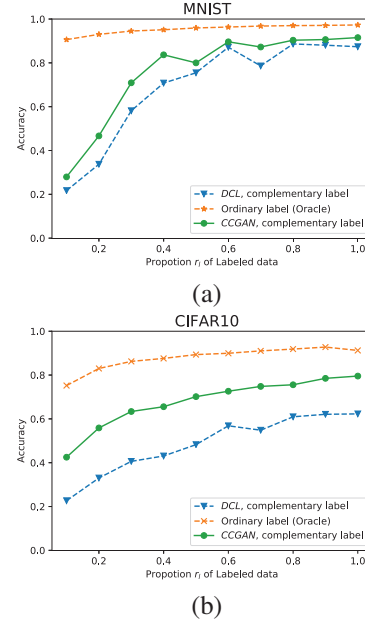 MNIST
1.0
0.8
0.6
0.4
0.2
0.0
Accuracy
DCL, complementary label
Ordinary label (Oracle)
CCGAN, complementary label
0.2 0.4 0.6 0.8 1.0
Propotion rₗ of Labeled data
(a)
CIFAR10
1.0
0.8
0.6
0.4
0.2
0.0
Accuracy
DCL, complementary label
Ordinary label (Oracle)
CCGAN, complementary label
0.2 0.4 0.6 0.8 1.0
Propotion rₗ of Labeled data
(b)